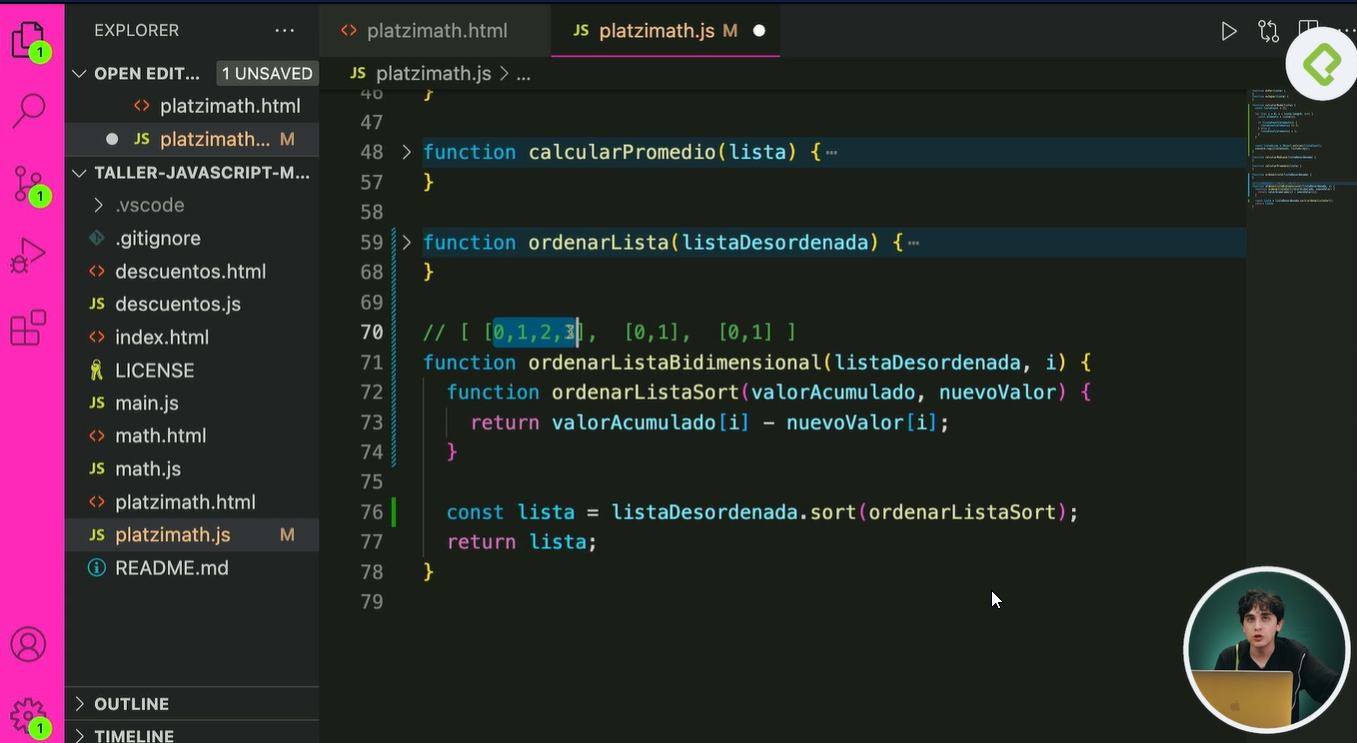 EXPLORER
OPEN EDIT... 1 UNSAVED
<> platzimath.html
JS platzimath... M
TALLER-JAVASCRIPT-M...
.vscode
.gitignore
<> descuentos.html
JS descuentos.js
<> index.html
LICENSE
JS main.js
<> math.html
JS math.js
<> platzimath.html
JS platzimath.js M
README.md
OUTLINE
TIMELINE
1
1
1
<> platzimath.html
JS platzimath.js M
JS platzimath.js > ...
46 }
47
48 > function calcularPromedio(lista) {⋯
57 }
58
59 > function ordenarLista(listaDesordenada) {⋯
68 }
69
70 // [ [0,1,2,3], [0,1], [0,1] ]
71 function ordenarListaBidimensional(listaDesordenada, i) {
72 function ordenarListaSort(valorAcumulado, nuevoValor) {
73 return valorAcumulado[i] - nuevoValor[i];
74 }
75
76 const lista = listaDesordenada.sort(ordenarListaSort);
77 return lista;
78 }
79